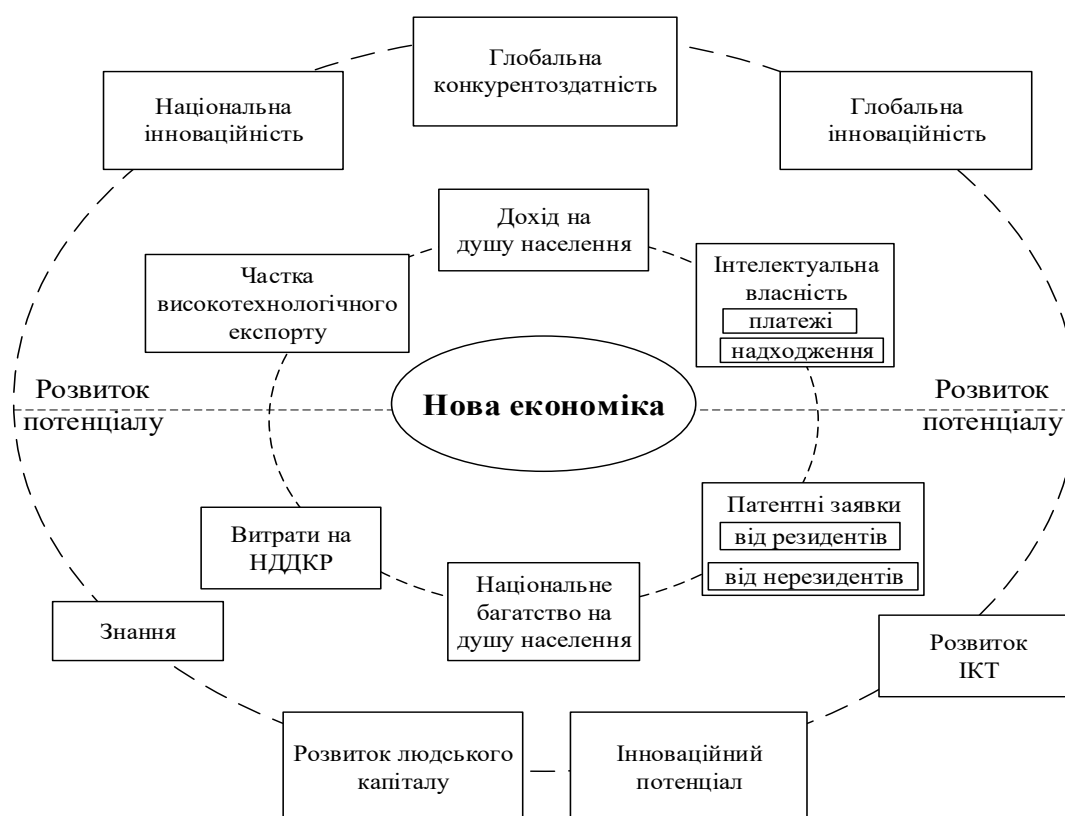 Глобальна
конкурентоздатність
Національна
інноваційність
Глобальна
інноваційність
Дохід на
душу населення
Частка
високотехнологічного
експорту
Інтелектуальна
власність
платежі
надходження
Розвиток
потенціалу
Нова економіка
Розвиток
потенціалу
Витрати на
НДДКР
Патентні заявки
від резидентів
від нерезидентів
Національне
багатство на
душу населення
Знання
Розвиток
ІКТ
Розвиток людського
капіталу
Інноваційний
потенціал